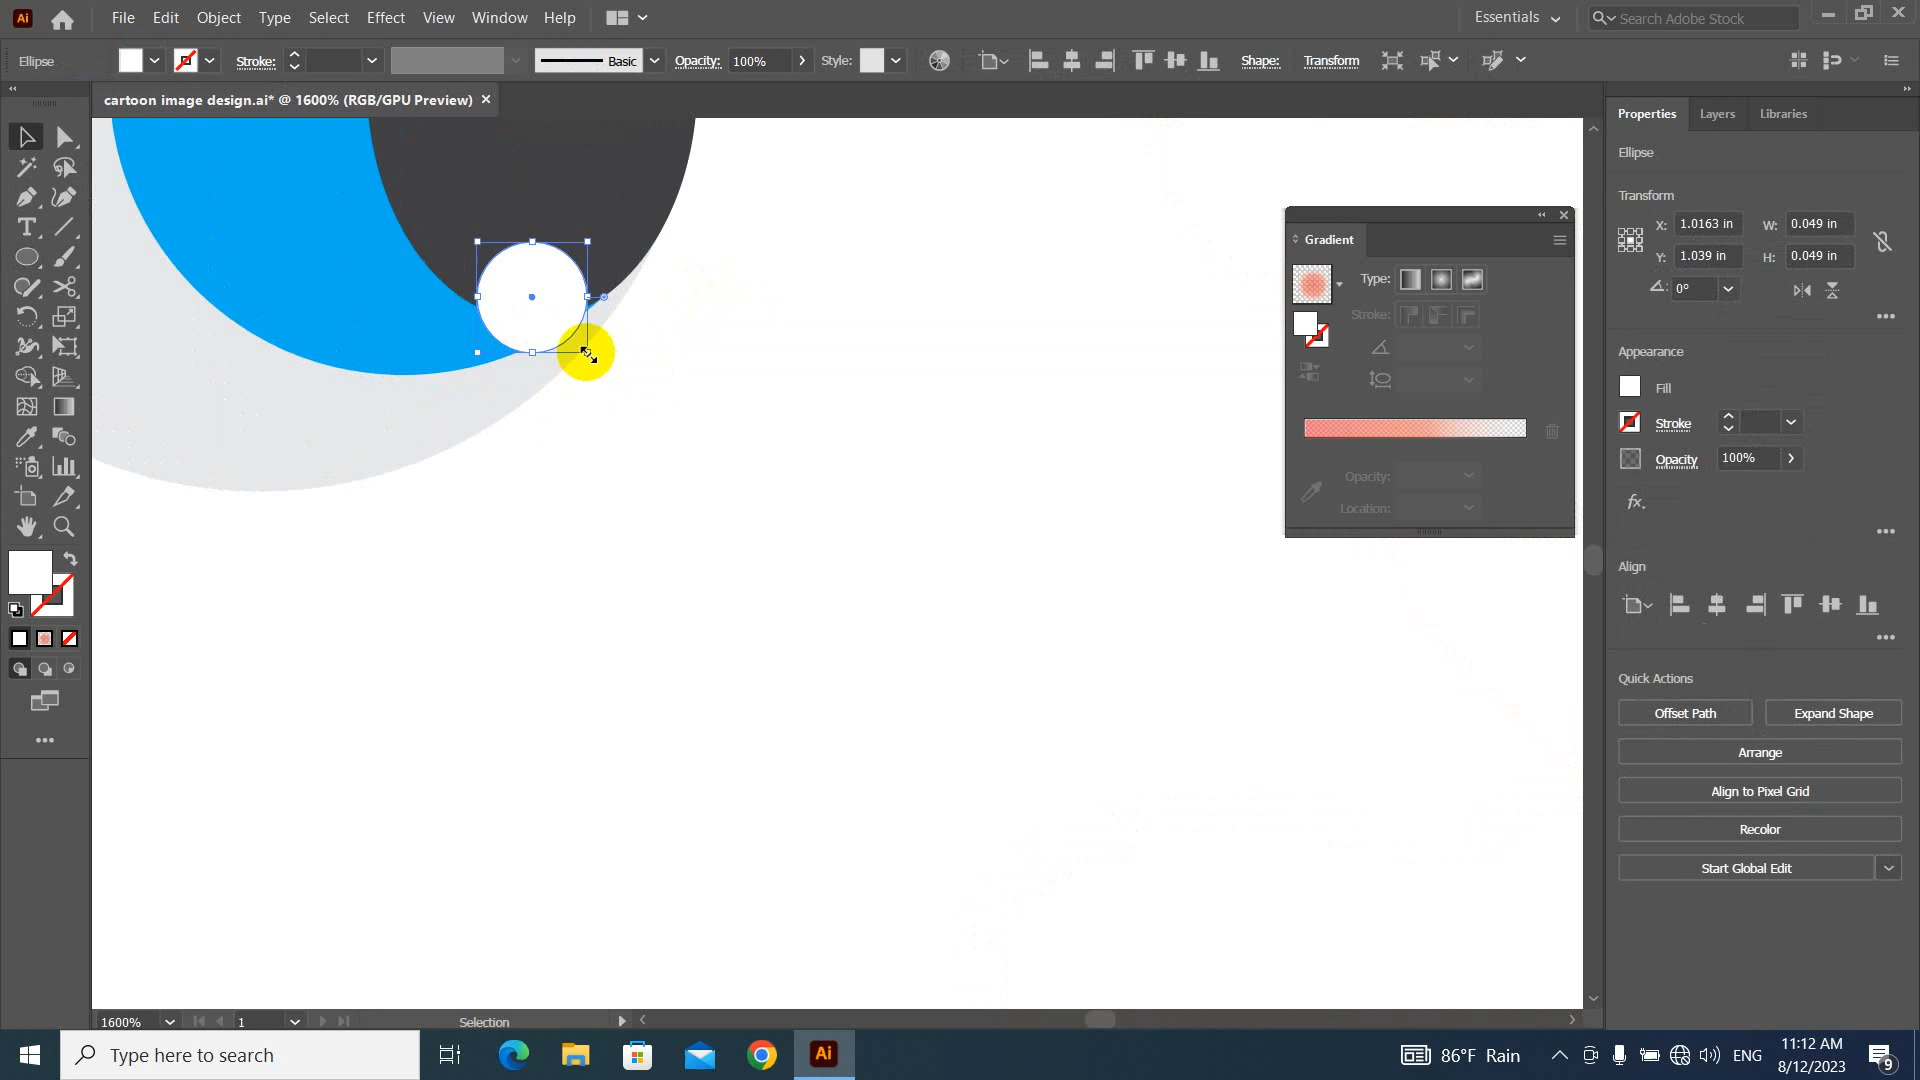 Ai File Edit Object Type Select Effect View Window Help Essentials Search Adobe Stock
Ellipse Stroke: Basic Opacity: 100% Style: Shape: Transform
cartoon image design.ai* @ 1600% (RGB/GPU Preview)
Properties Layers Libraries
Ellipse
Transform
X: 1.0163 in W: 0.049 in
Y: 1.039 in H: 0.049 in
0°
Gradient
Type:
Stroke:
Opacity:
Location:
Appearance
Fill
Stroke
Opacity 100%
fx
Align
Quick Actions
Offset Path Expand Shape
Arrange
Align to Pixel Grid
Recolor
Start Global Edit
1600% 1 Selection
Type here to search Ai 86°F Rain ENG 11:12 AM
8/12/2023
9